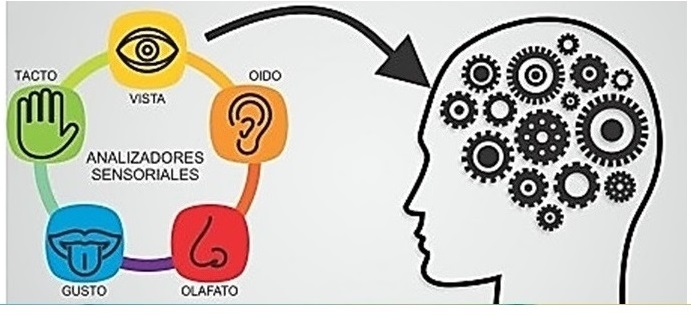 VISTA
TACTO
OIDO
ANALIZADORES
SENSORIALES
GUSTO
OLAFATO